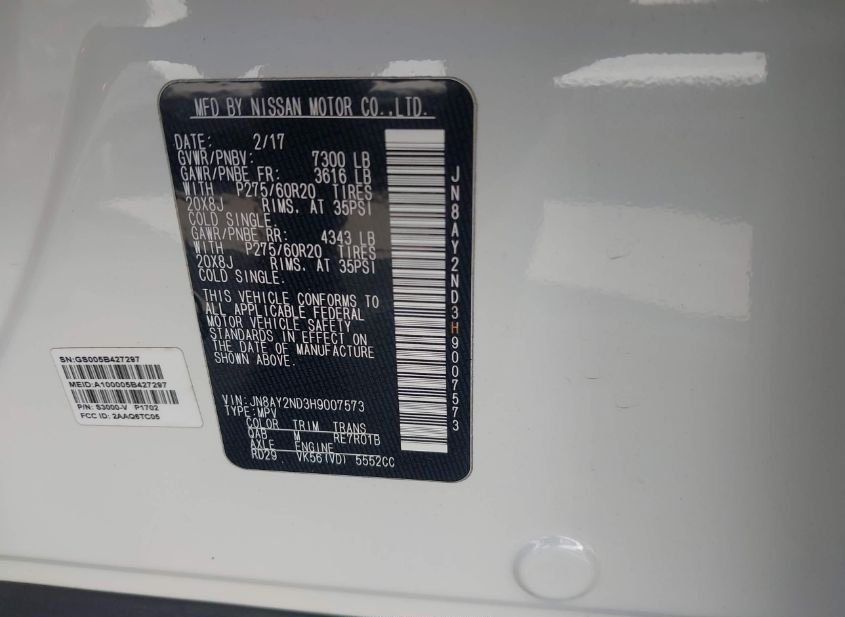 MFD BY NISSAN MOTOR CO.,LTD.
DATE: 2/17
GVWR/PNBV: 7300 LB
GAWR/PNBE FR: 3616 LB
WITH P275/60R20 TIRES
20X8J RIMS. AT 35PSI
COLD SINGLE.
GAWR/PNBE RR: 4343 LB
WITH P275/60R20 TIRES
20X8J RIMS. AT 35PSI
COLD SINGLE.
THIS VEHICLE CONFORMS TO
ALL APPLICABLE FEDERAL
MOTOR VEHICLE SAFETY
STANDARDS IN EFFECT ON
THE DATE OF MANUFACTURE
SHOWN ABOVE.
VIN: JN8AY2ND3H9007573
TYPE: MPV
COLOR TRIM TRANS
QAB M RE7R01B
AXLE ENGINE
RD29 VK56(VD) 5552CC
JN8AY2ND3H9007573
SN:GS005B427297
MEID:A100005B427297
P/N: S3000-V P1702
FCC ID: 2AAQ6TC05